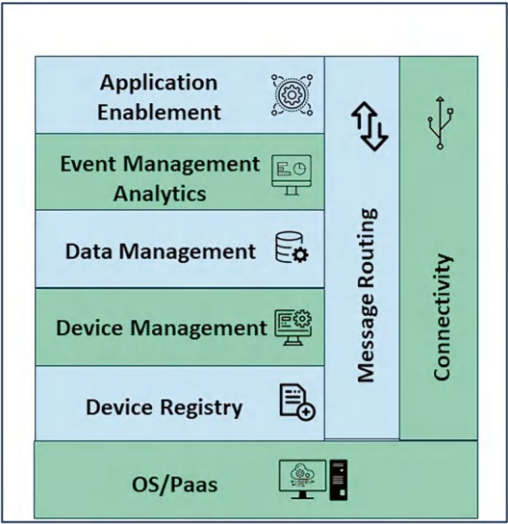 Application
Enablement
Event Management
Analytics
Data Management
Device Management
Device Registry
Message Routing
Connectivity
OS/Paas